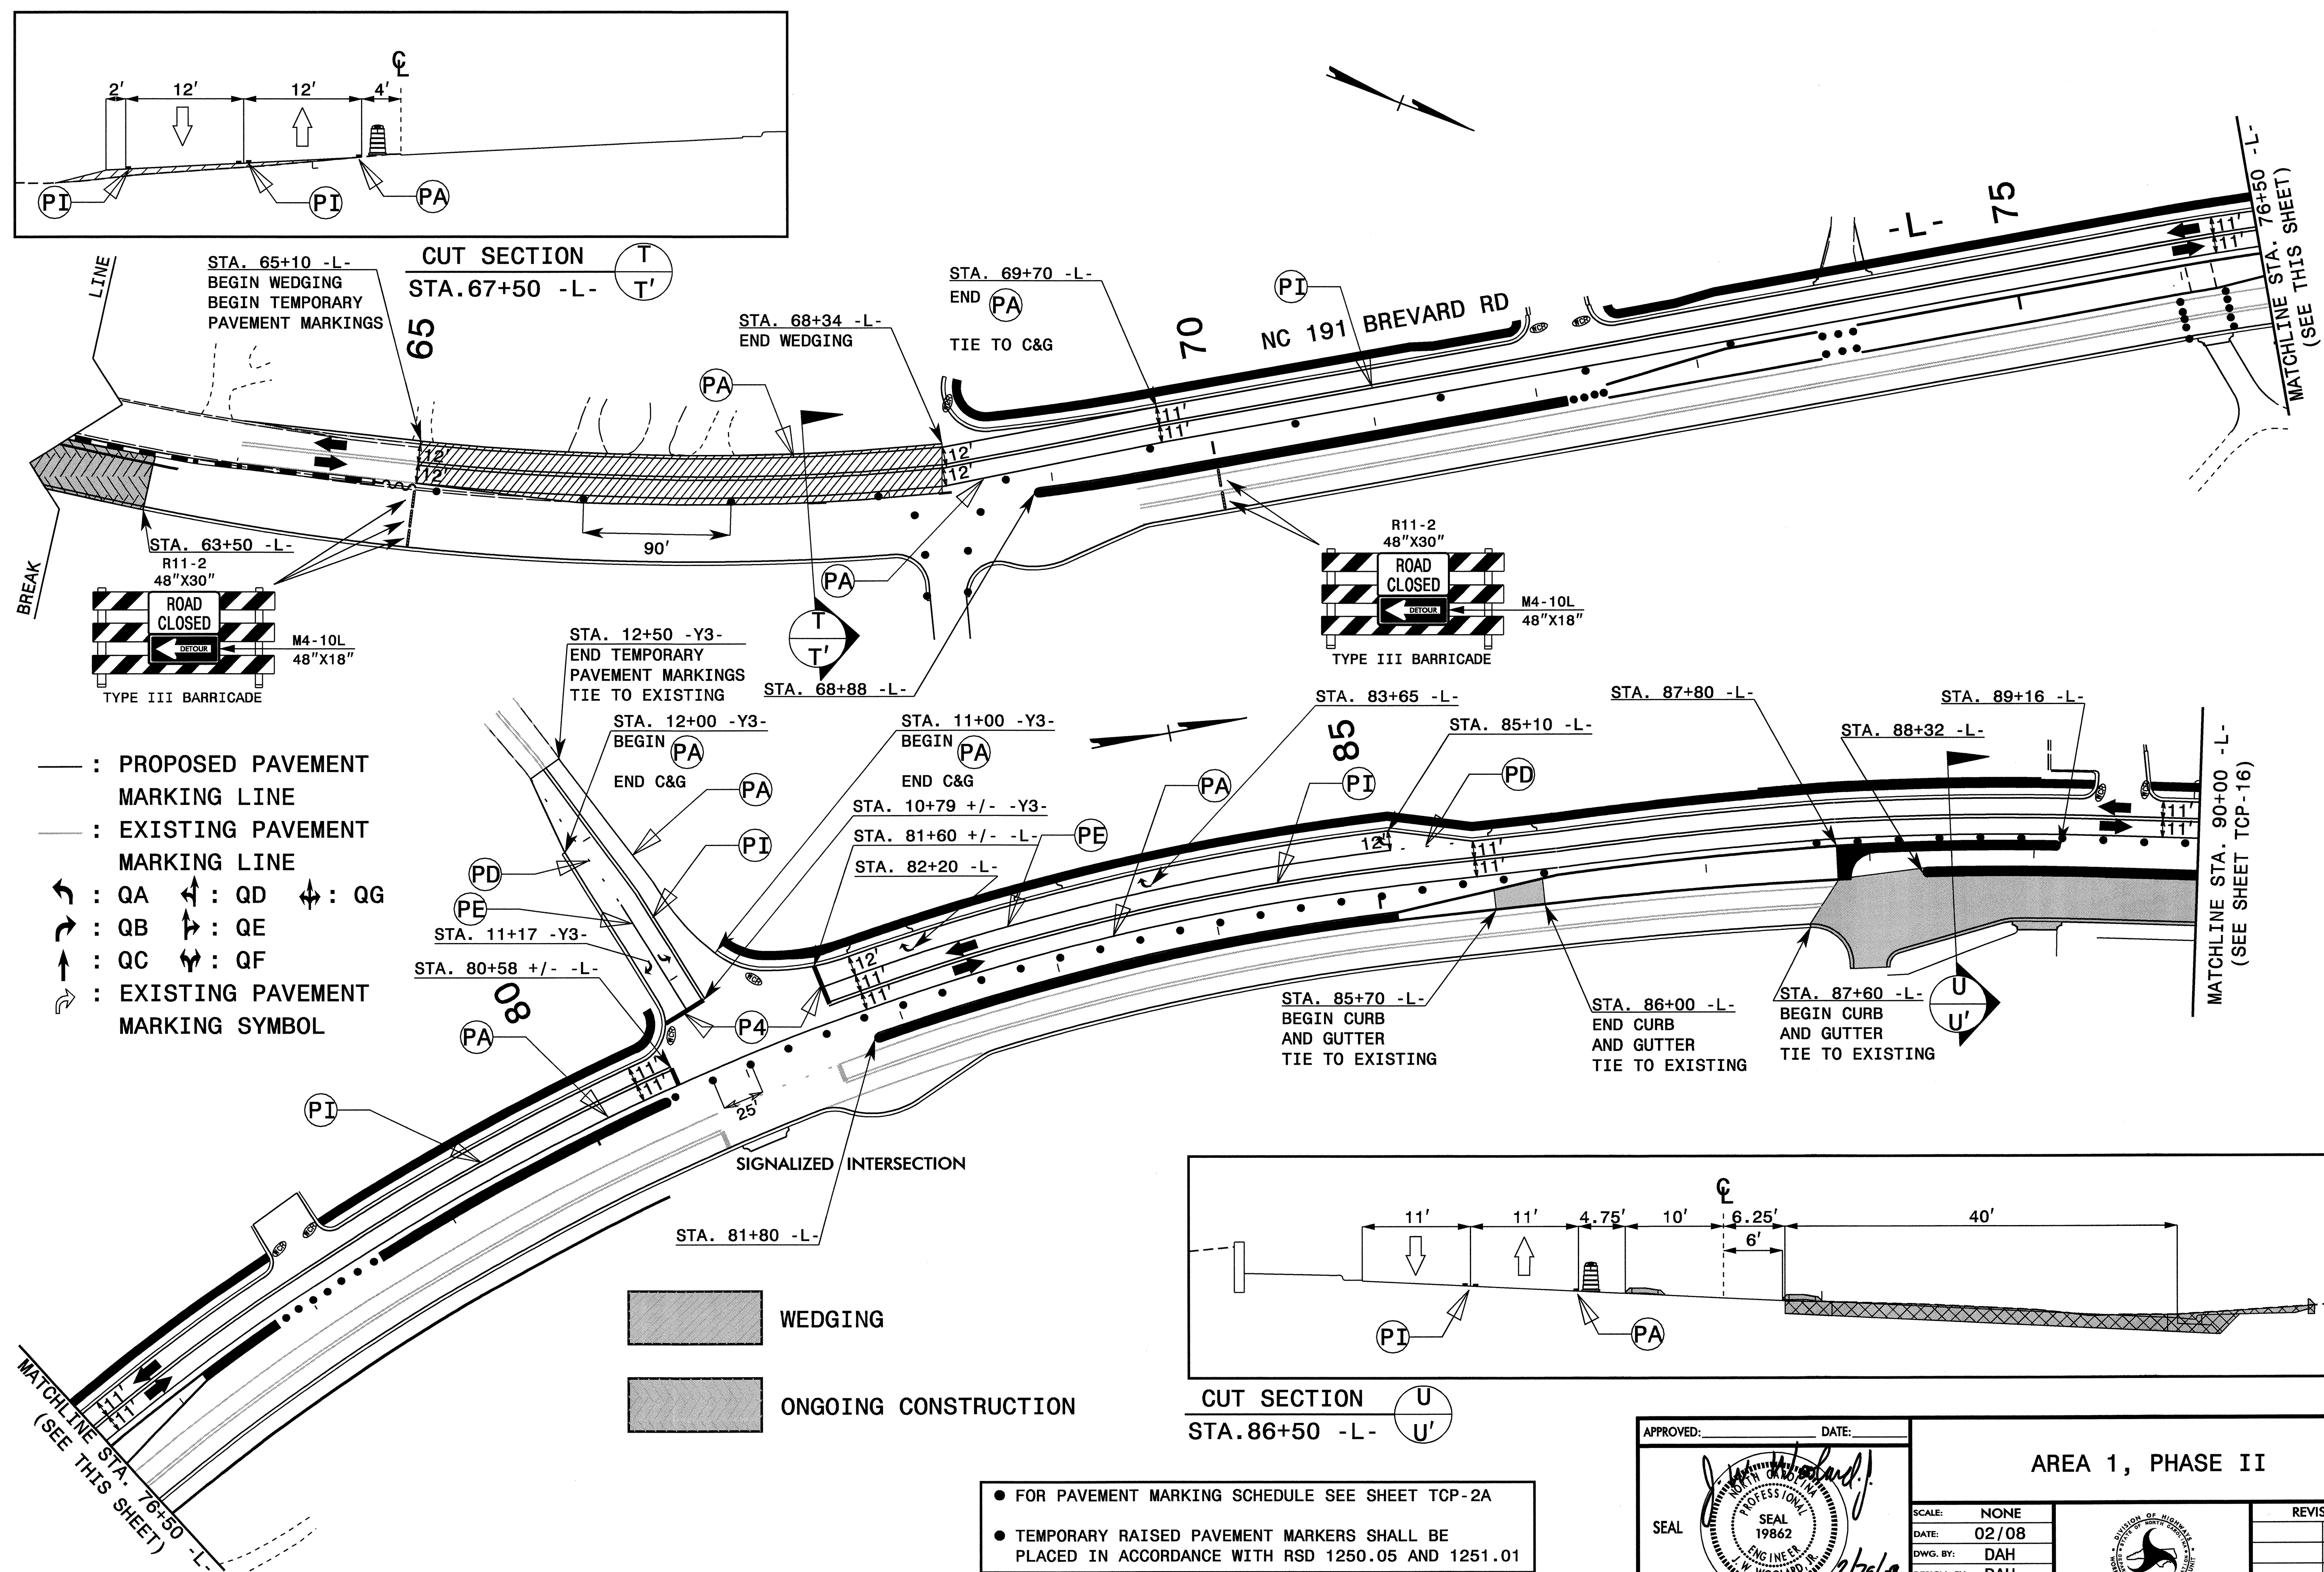 ℄
2' 12' 12' 4'
PI PI PA
CUT SECTION T
STA.67+50 -L- T'
LINE
BREAK
STA. 65+10 -L-
BEGIN WEDGING
BEGIN TEMPORARY
PAVEMENT MARKINGS
65
STA. 68+34 -L-
END WEDGING
PA
STA. 69+70 -L-
END PA
TIE TO C&G
70
PI
NC 191 BREVARD RD
-L-
75
MATCHLINE STA. 76+50 -L-
(SEE THIS SHEET)
11'
11'
11'
11'
12'
12'
12'
12'
90'
PA
STA. 63+50 -L-
R11-2
48"X30"
ROAD
CLOSED
DETOUR
M4-10L
48"X18"
TYPE III BARRICADE
R11-2
48"X30"
ROAD
CLOSED
DETOUR
M4-10L
48"X18"
TYPE III BARRICADE
T
T'
STA. 68+88 -L-
STA. 12+50 -Y3-
END TEMPORARY
PAVEMENT MARKINGS
TIE TO EXISTING
STA. 12+00 -Y3-
BEGIN PA
END C&G
STA. 11+00 -Y3-
BEGIN PA
END C&G
STA. 10+79 +/- -Y3-
STA. 81+60 +/- -L-
STA. 82+20 -L-
PE
PA
PI
PD
PE
STA. 11+17 -Y3-
STA. 80+58 +/- -L-
80
PA
PI
P4
STA. 83+65 -L-
85
STA. 85+10 -L-
PA
PI
PD
STA. 87+80 -L-
STA. 88+32 -L-
STA. 89+16 -L-
MATCHLINE STA. 90+00 -L-
(SEE SHEET TCP-16)
11'
11'
12'
11'
11'
12'
11'
11'
11'
11'
25'
STA. 85+70 -L-
BEGIN CURB
AND GUTTER
TIE TO EXISTING
STA. 86+00 -L-
END CURB
AND GUTTER
TIE TO EXISTING
STA. 87+60 -L-
BEGIN CURB
AND GUTTER
TIE TO EXISTING
U
U'
: PROPOSED PAVEMENT
MARKING LINE
: EXISTING PAVEMENT
MARKING LINE
: QA : QD : QG
: QB : QE
: QC : QF
: EXISTING PAVEMENT
MARKING SYMBOL
SIGNALIZED INTERSECTION
STA. 81+80 -L-
11'
11'
MATCHLINE STA. 76+50 -L-
(SEE THIS SHEET)
WEDGING
ONGOING CONSTRUCTION
℄
11' 11' 4.75' 10' 6.25' 40'
6'
PI PA
CUT SECTION U
STA.86+50 -L- U'
● FOR PAVEMENT MARKING SCHEDULE SEE SHEET TCP-2A
● TEMPORARY RAISED PAVEMENT MARKERS SHALL BE
PLACED IN ACCORDANCE WITH RSD 1250.05 AND 1251.01
APPROVED: DATE:
SEAL
NORTH CAROLINA
PROFESSIONAL
SEAL
19862
ENGINEER
J. W. WOOLARD, JR.
AREA 1, PHASE II
SCALE: NONE
DATE: 02/08
DWG. BY: DAH
DAH
DIVISION OF HIGHWAYS
STATE OF NORTH CAROLINA